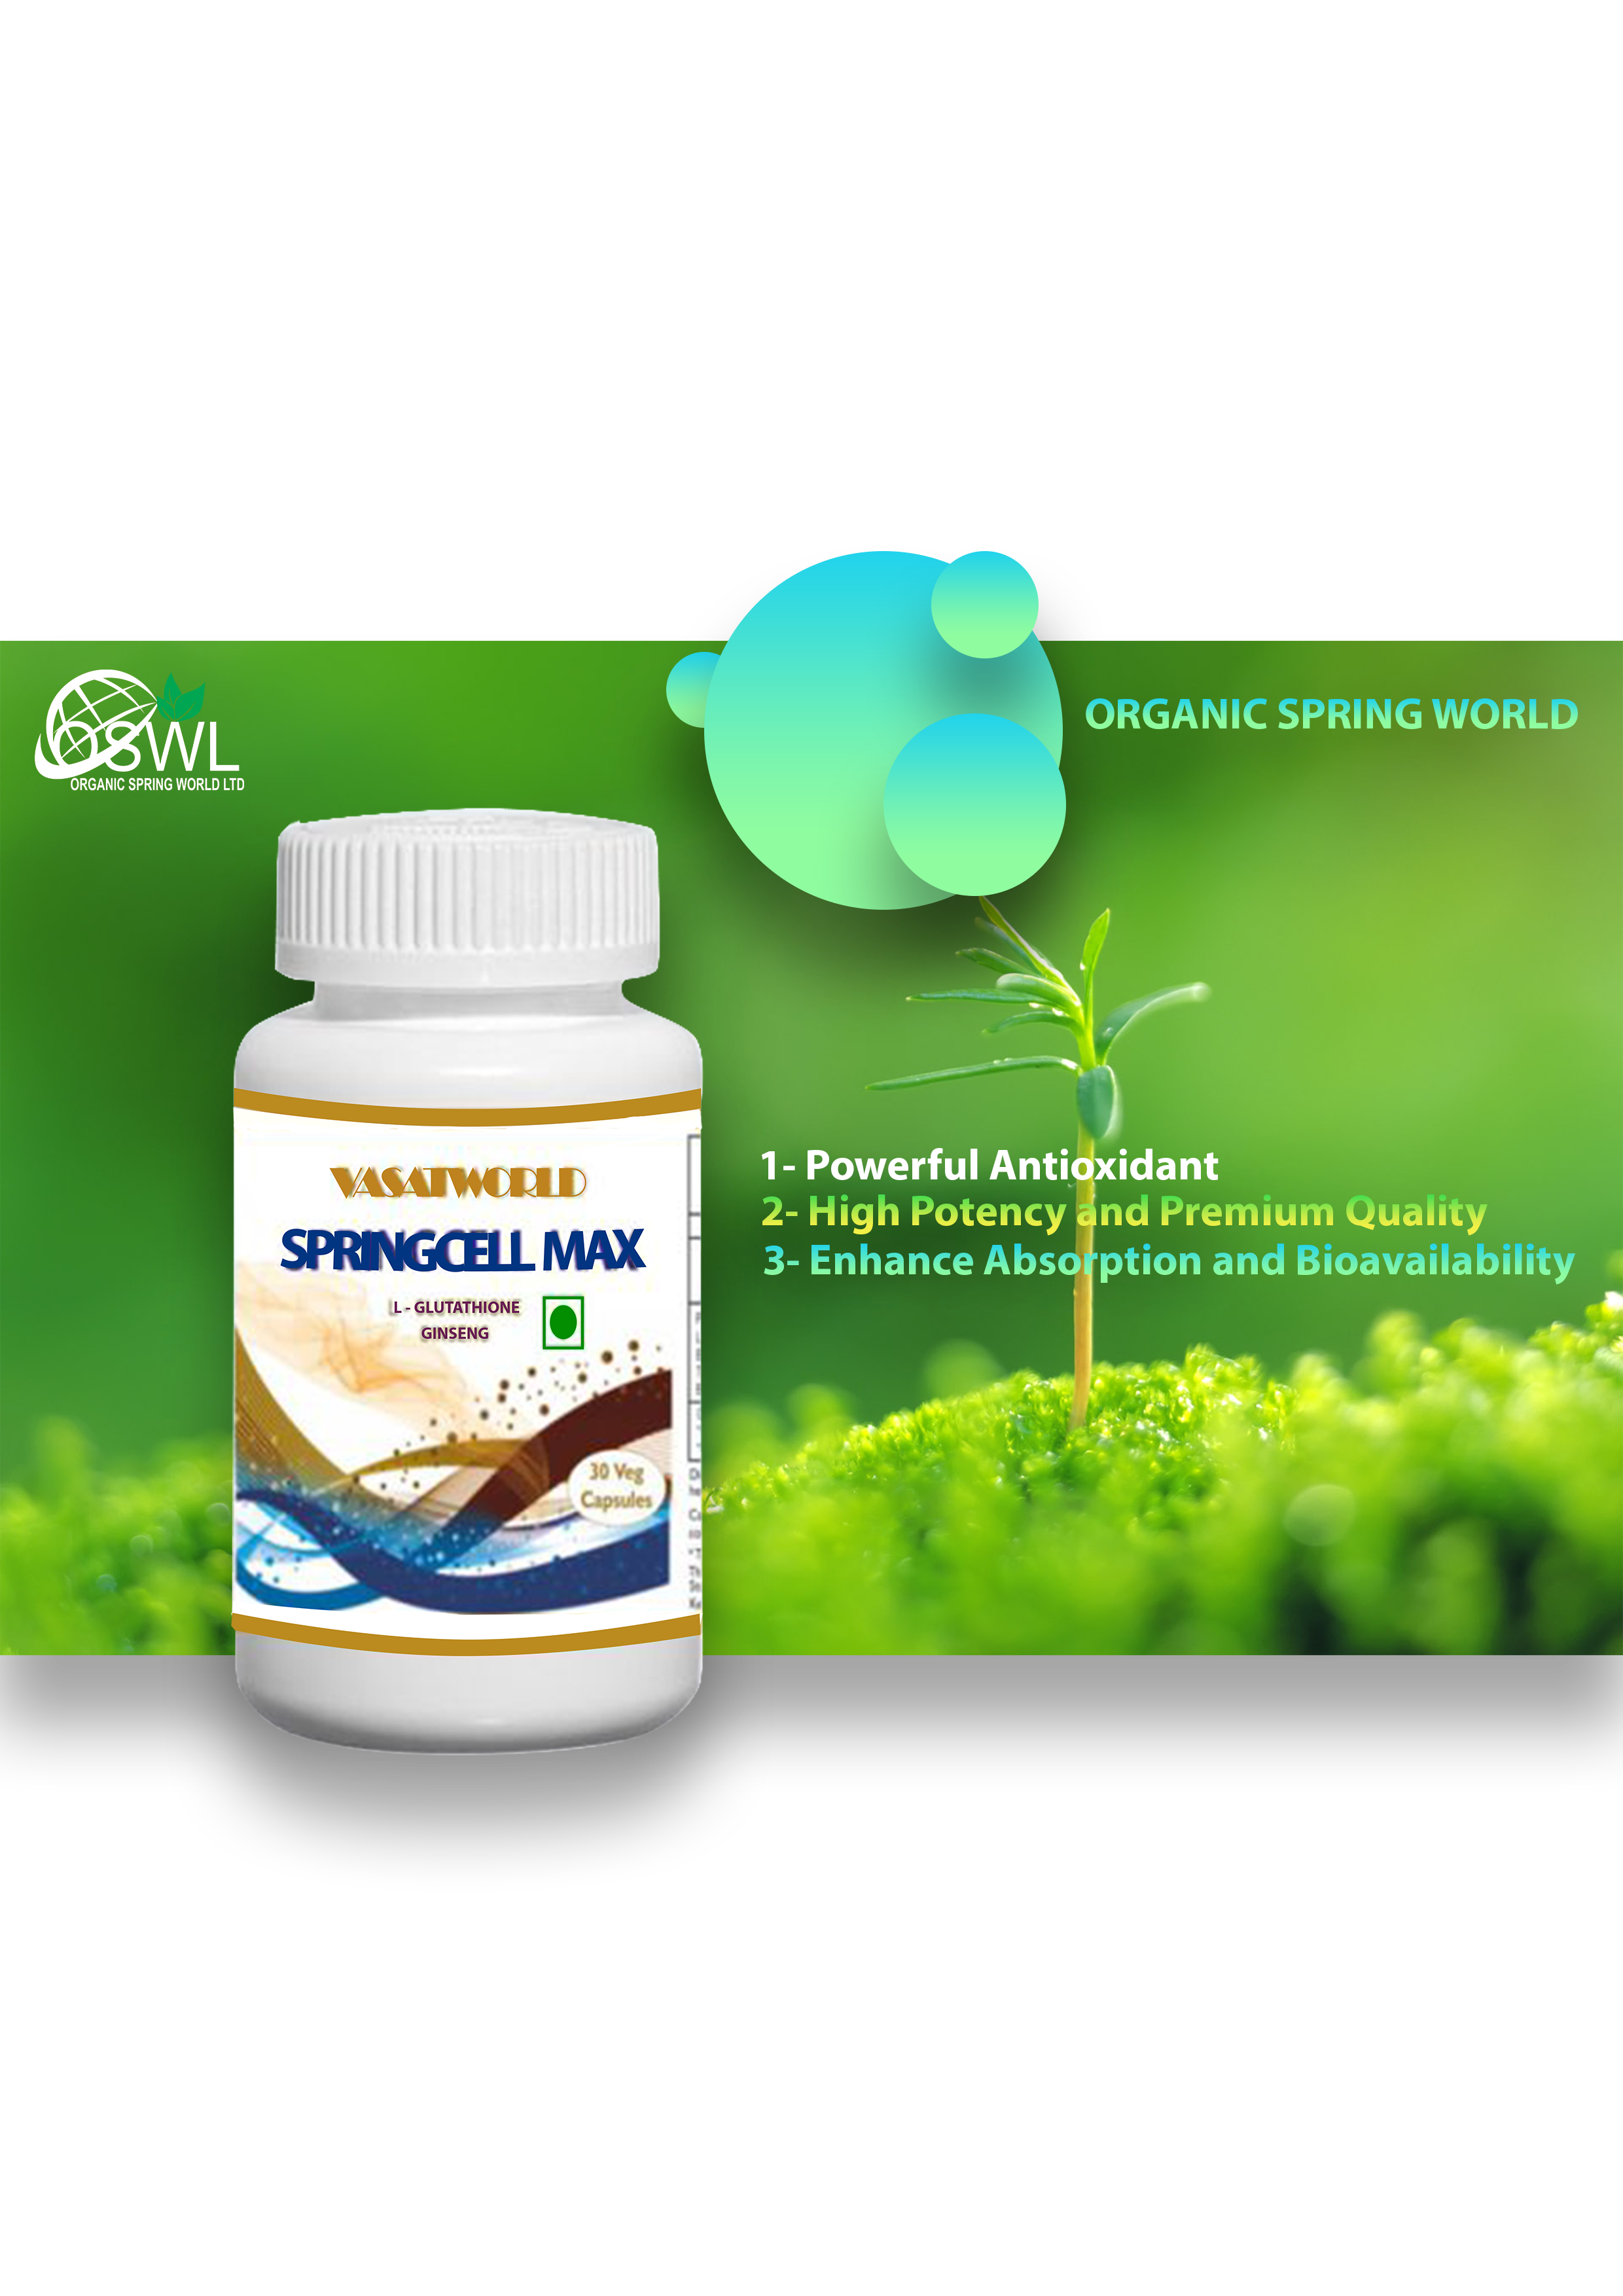 OSWL
ORGANIC SPRING WORLD LTD
ORGANIC SPRING WORLD
VASATWORLD
SPRINGCELL MAX
L - GLUTATHIONE
GINSENG
30 Veg
Capsules
1- Powerful Antioxidant
2- High Potency and Premium Quality
3- Enhance Absorption and Bioavailability